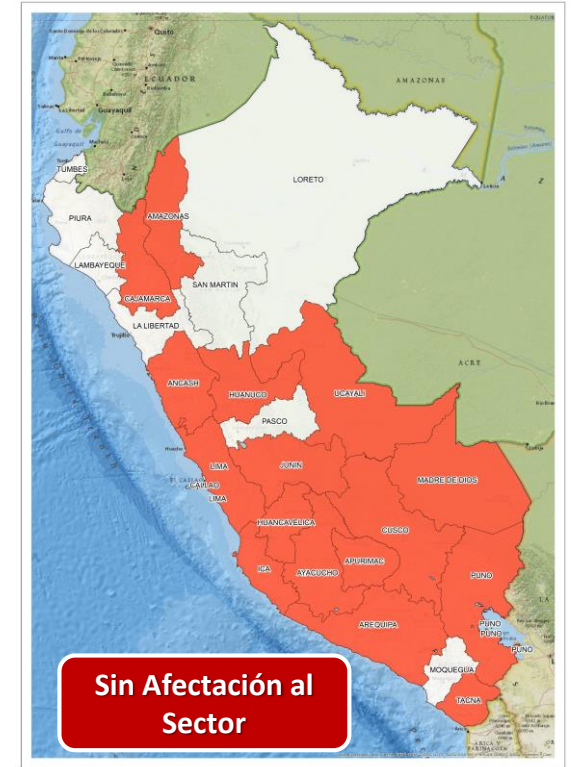 Quito
ECUADOR
AMAZONAS
Guayaquil
TUMBES
LORETO
PIURA
AMAZONAS
LAMBAYEQUE
SAN MARTIN
CAJAMARCA
LA LIBERTAD
Trujillo
ACRE
ANCASH
HUANUCO
UCAYALI
PASCO
LIMA
JUNIN
MADRE DE DIOS
CALLAO
LIMA
HUANCAVELICA
CUSCO
ICA
AYACUCHO
APURIMAC
PUNO
AREQUIPA
PUNO
PUNO
PUNO
MOQUEGUA
TACNA
Sin Afectación al
Sector